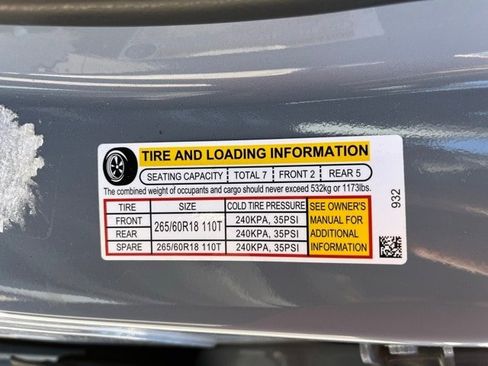 TIRE AND LOADING INFORMATION
SEATING CAPACITY TOTAL 7 FRONT 2 REAR 5
The combined weight of occupants and cargo should never exceed 532kg or 1173lbs.
TIRE SIZE COLD TIRE PRESSURE
FRONT 265/60R18 110T 240KPA, 35PSI
REAR 240KPA, 35PSI
SPARE 265/60R18 110T 240KPA, 35PSI
SEE OWNER'S
MANUAL FOR
ADDITIONAL
INFORMATION
932